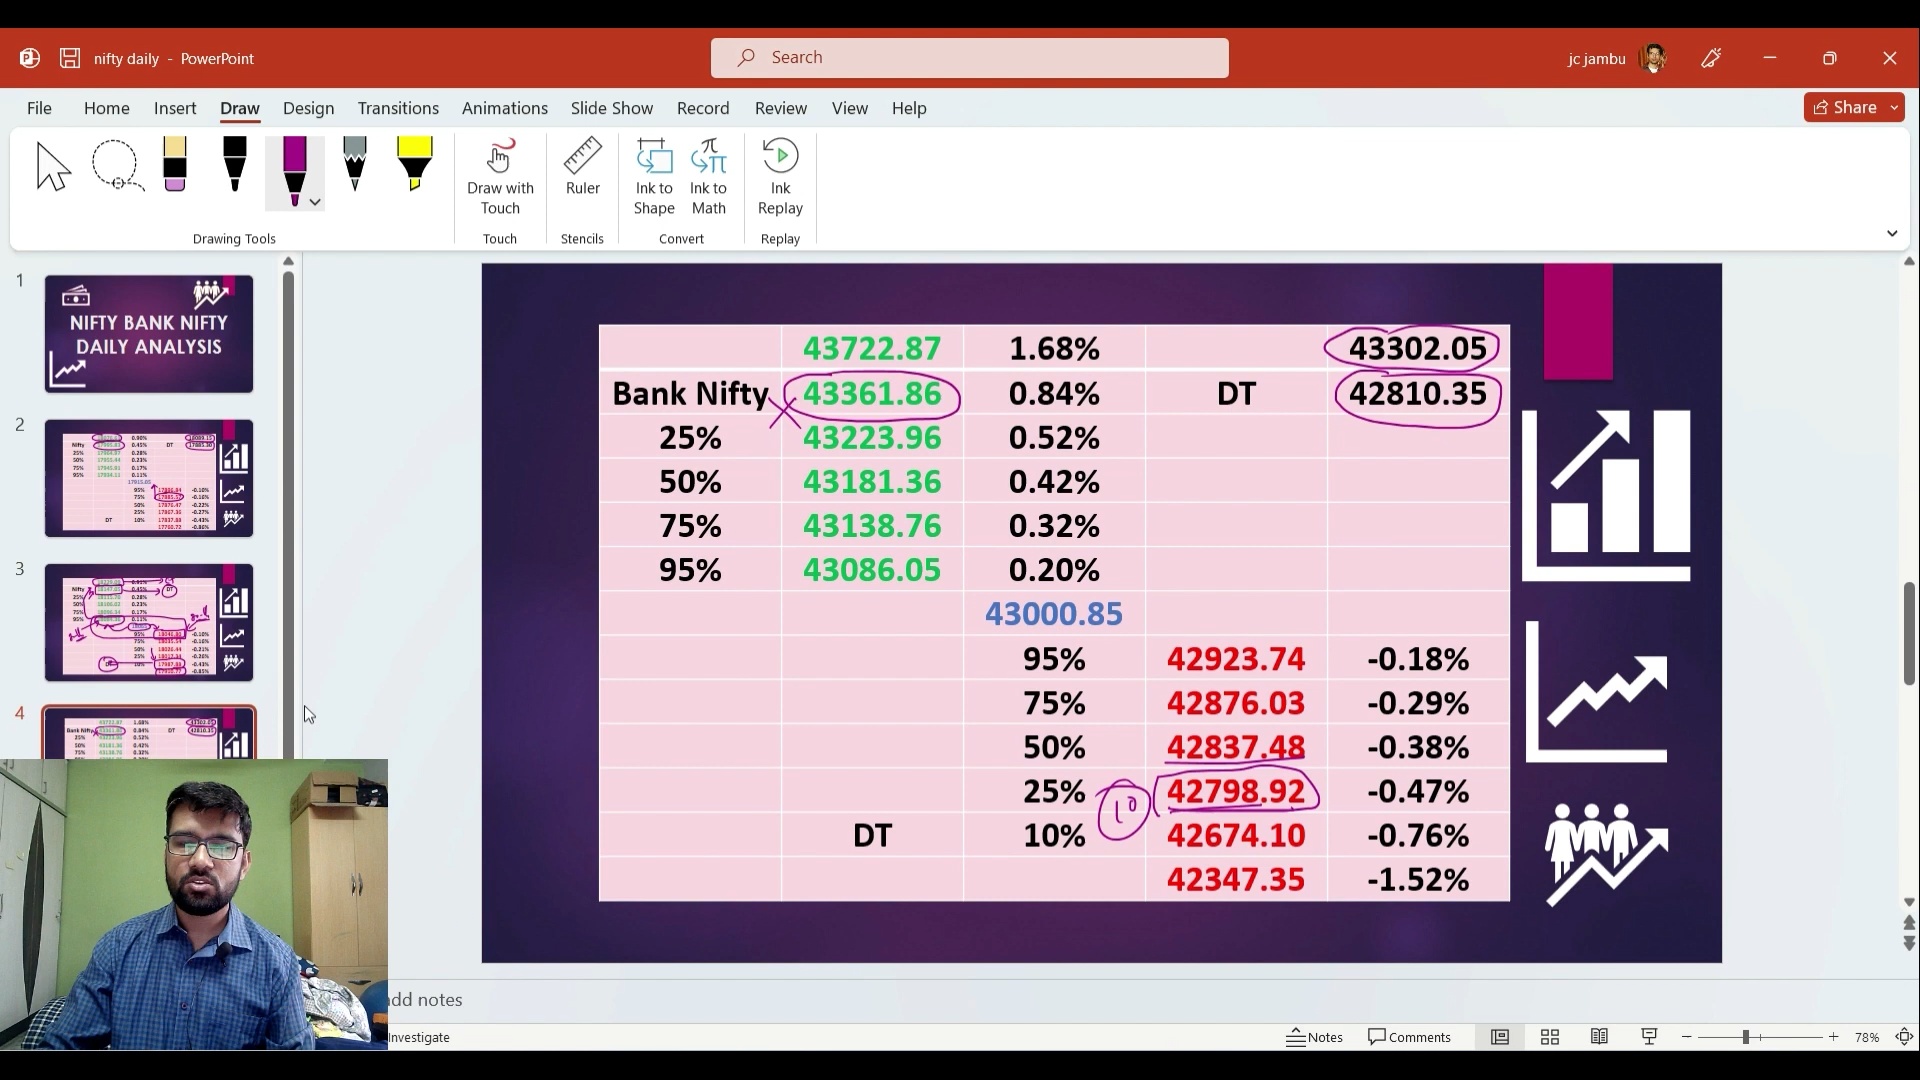 nifty daily - PowerPoint
Search
jc jambu
File Home Insert Draw Design Transitions Animations Slide Show Record Review View Help
Share
Draw with Touch
Ruler
Ink to Shape
Ink to Math
Ink Replay
Drawing Tools
Touch
Stencils
Convert
Replay
1
NIFTY BANK NIFTY
DAILY ANALYSIS
2
3
4
43722.87 1.68% 43302.05
Bank Nifty 43361.86 0.84% DT 42810.35
25% 43223.96 0.52%
50% 43181.36 0.42%
75% 43138.76 0.32%
95% 43086.05 0.20%
43000.85
95% 42923.74 -0.18%
75% 42876.03 -0.29%
50% 42837.48 -0.38%
25% 42798.92 -0.47%
10
DT 10% 42674.10 -0.76%
42347.35 -1.52%
add notes
Investigate
Notes
Comments
78%